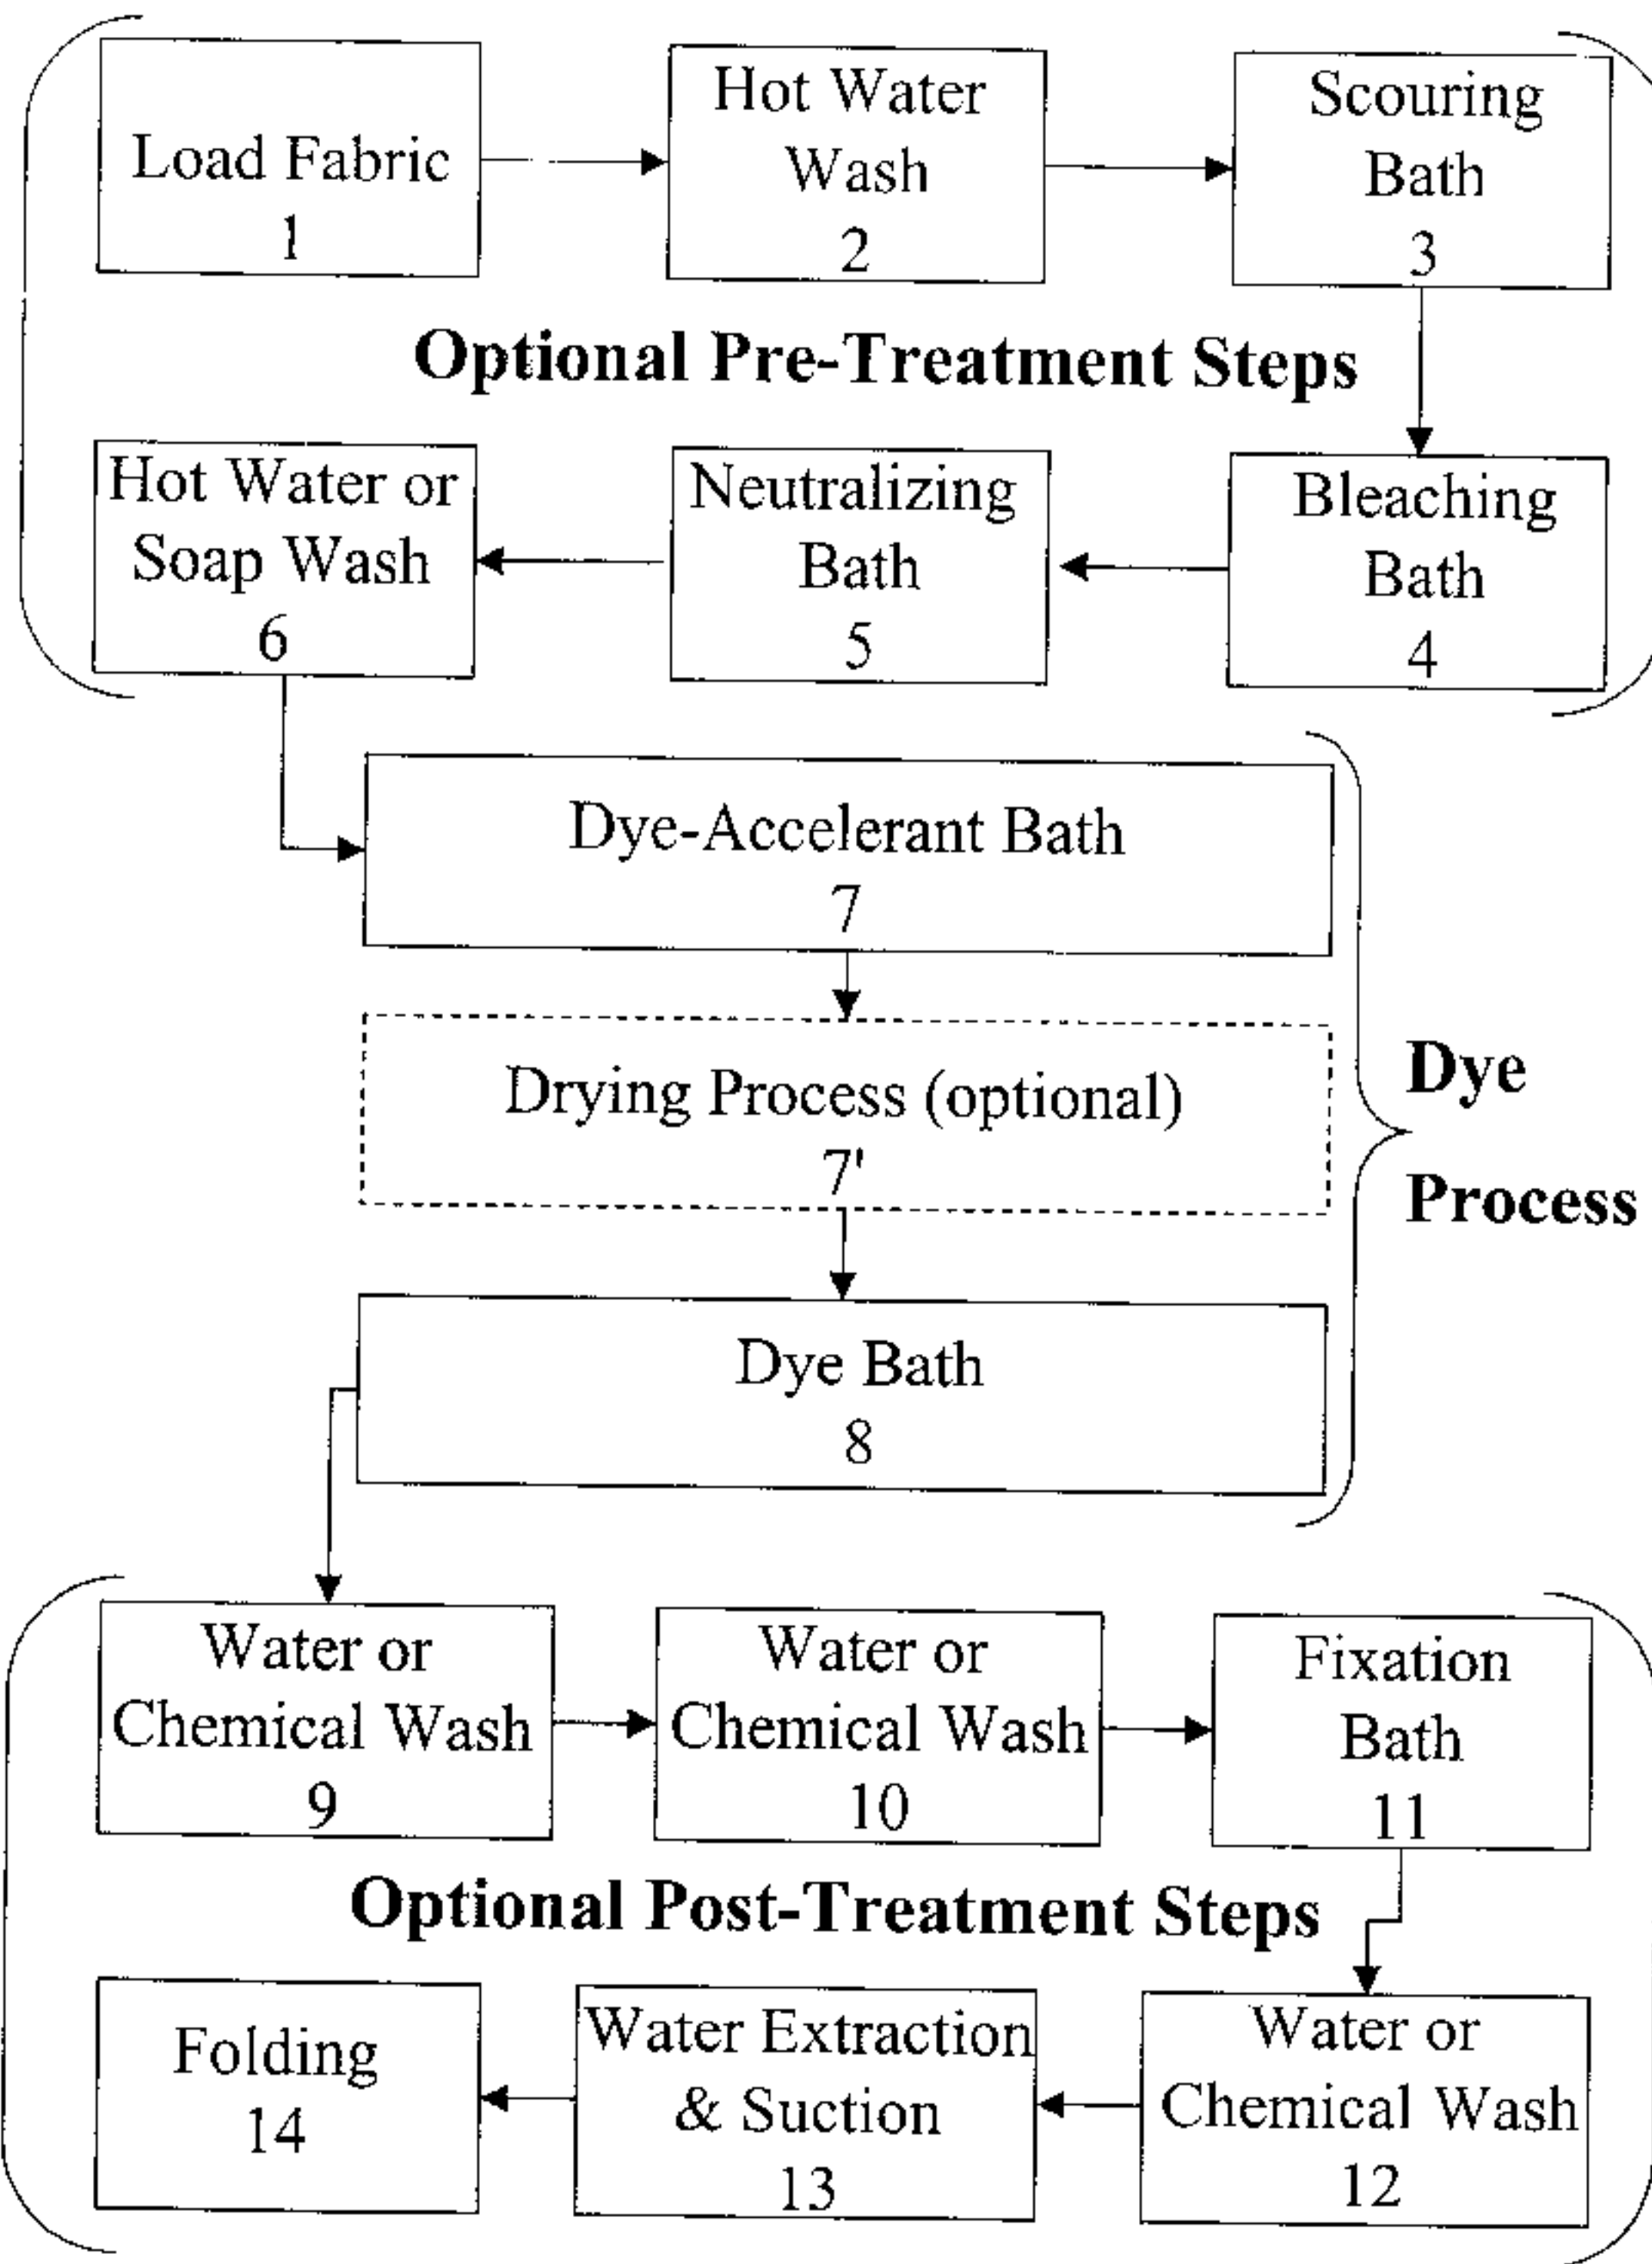 Load Fabric
1
Hot Water
Wash
2
Scouring
Bath
3
Optional Pre-Treatment Steps
Hot Water or
Soap Wash
6
Neutralizing
Bath
5
Bleaching
Bath
4
Dye-Accelerant Bath
7
Drying Process (optional)
7'
Dye
Process
Dye Bath
8
Water or
Chemical Wash
9
Water or
Chemical Wash
10
Fixation
Bath
11
Optional Post-Treatment Steps
Folding
14
Water Extraction
& Suction
13
Water or
Chemical Wash
12